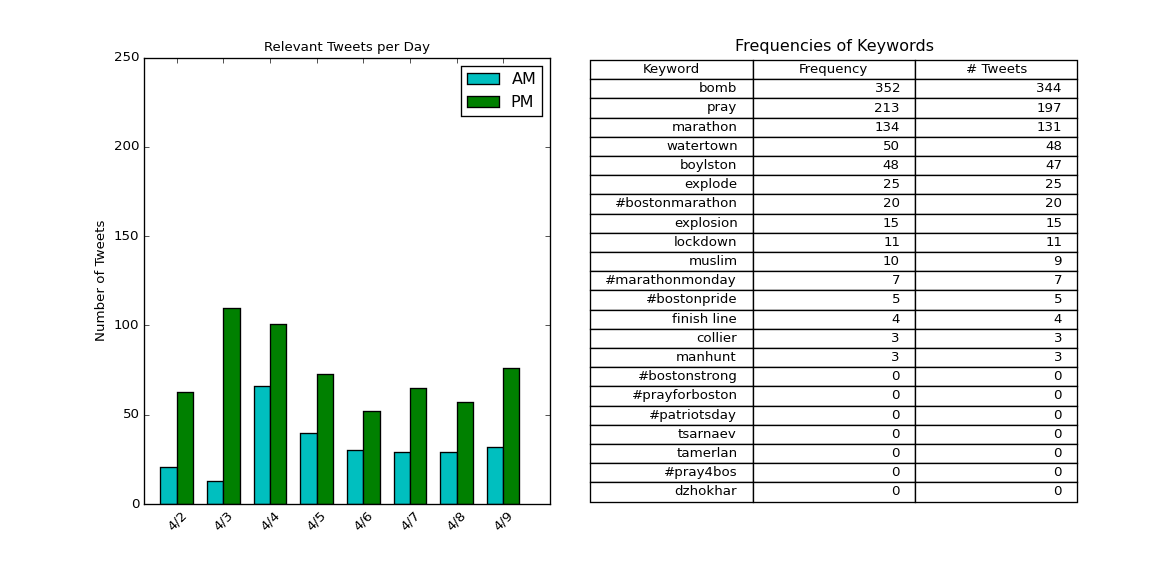 Relevant Tweets per Day
250
200
150
100
50
0
Number of Tweets
AM
PM
4/2 4/3 4/4 4/5 4/6 4/7 4/8 4/9
Frequencies of Keywords
Keyword Frequency # Tweets
bomb 352 344
pray 213 197
marathon 134 131
watertown 50 48
boylston 48 47
explode 25 25
#bostonmarathon 20 20
explosion 15 15
lockdown 11 11
muslim 10 9
#marathonmonday 7 7
#bostonpride 5 5
finish line 4 4
collier 3 3
manhunt 3 3
#bostonstrong 0 0
#prayforboston 0 0
#patriotsday 0 0
tsarnaev 0 0
tamerlan 0 0
#pray4bos 0 0
dzhokhar 0 0